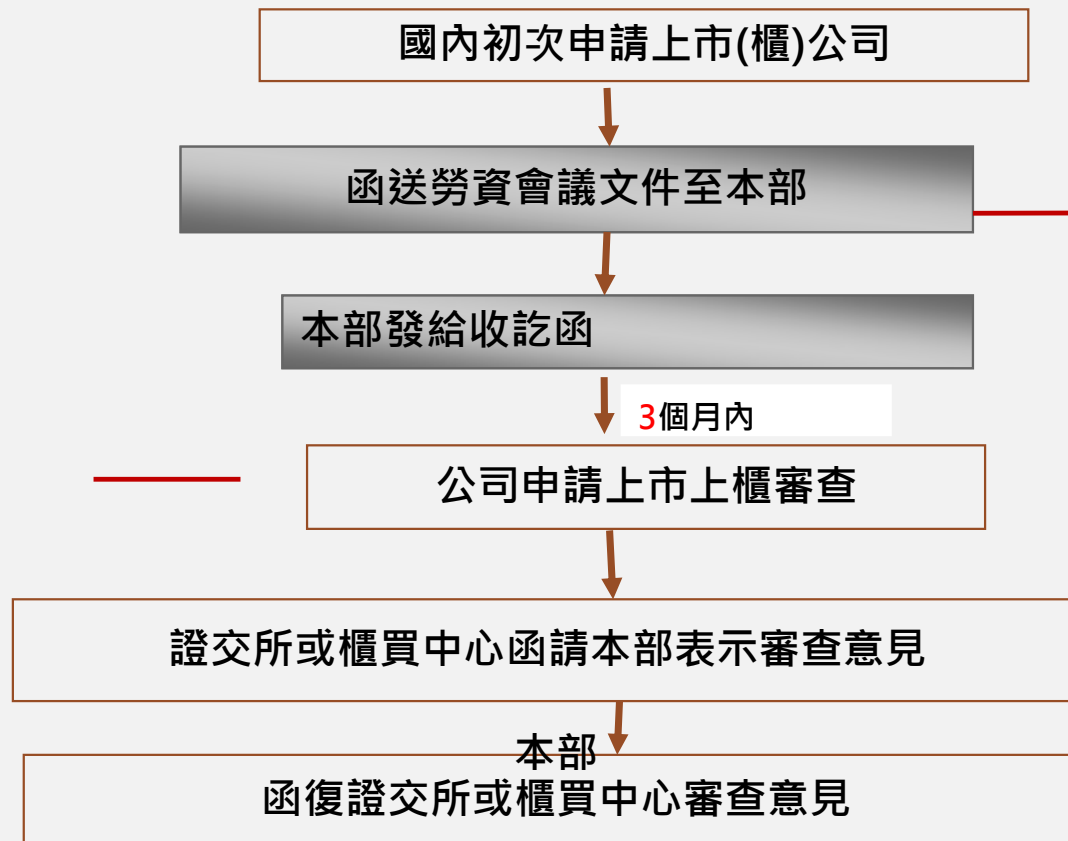 國內初次申請上市(櫃)公司
函送勞資會議文件至本部
本部發給收訖函
3個月內
公司申請上市上櫃審查
證交所或櫃買中心函請本部表示審查意見
本部
函復證交所或櫃買中心審查意見